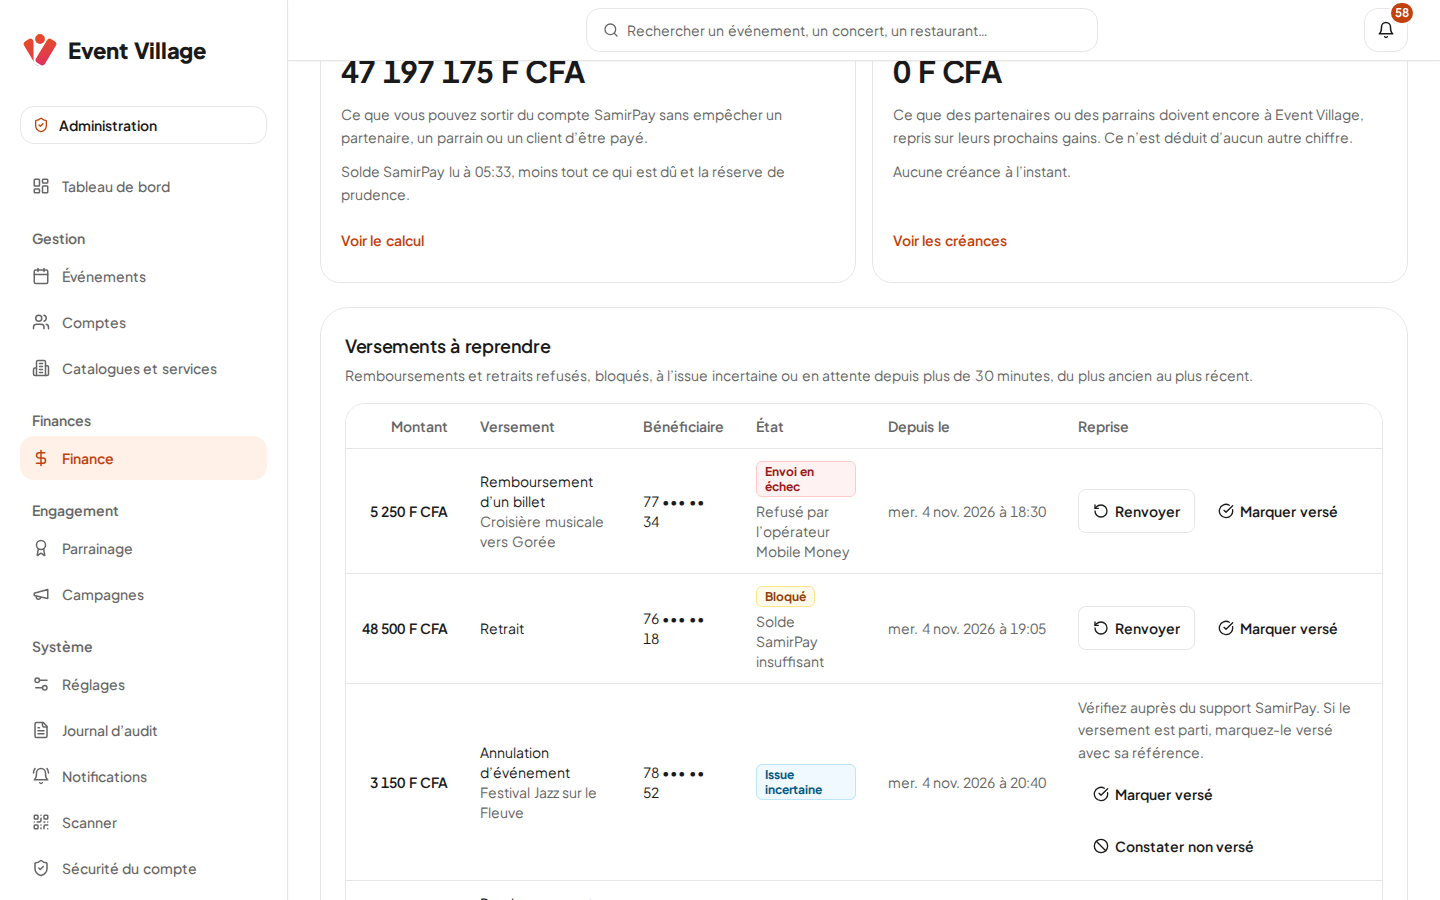 Event Village
Rechercher un événement, un concert, un restaurant…
58
Administration
Tableau de bord
Gestion
Événements
Comptes
Catalogues et services
Finances
Finance
Engagement
Parrainage
Campagnes
Système
Réglages
Journal d’audit
Notifications
Scanner
Sécurité du compte
47 197 175 F CFA
Ce que vous pouvez sortir du compte SamirPay sans empêcher un
partenaire, un parrain ou un client d’être payé.
Solde SamirPay lu à 05:33, moins tout ce qui est dû et la réserve de
prudence.
Voir le calcul
0 F CFA
Ce que des partenaires ou des parrains doivent encore à Event Village,
repris sur leurs prochains gains. Ce n’est déduit d’aucun autre chiffre.
Aucune créance à l’instant.
Voir les créances
Versements à reprendre
Remboursements et retraits refusés, bloqués, à l’issue incertaine ou en attente depuis plus de 30 minutes, du plus ancien au plus récent.
Montant Versement Bénéficiaire État Depuis le Reprise
5 250 F CFA
Remboursement
d’un billet
Croisière musicale
vers Gorée
77 ••• ••
34
Envoi en
échec
Refusé par
l’opérateur
Mobile Money
mer. 4 nov. 2026 à 18:30
Renvoyer
Marquer versé
48 500 F CFA
Retrait
76 ••• ••
18
Bloqué
Solde
SamirPay
insuffisant
mer. 4 nov. 2026 à 19:05
Renvoyer
Marquer versé
3 150 F CFA
Annulation
d’événement
Festival Jazz sur le
Fleuve
78 ••• ••
52
Issue
incertaine
mer. 4 nov. 2026 à 20:40
Vérifiez auprès du support SamirPay. Si le
versement est parti, marquez-le versé
avec sa référence.
Marquer versé
Constater non versé